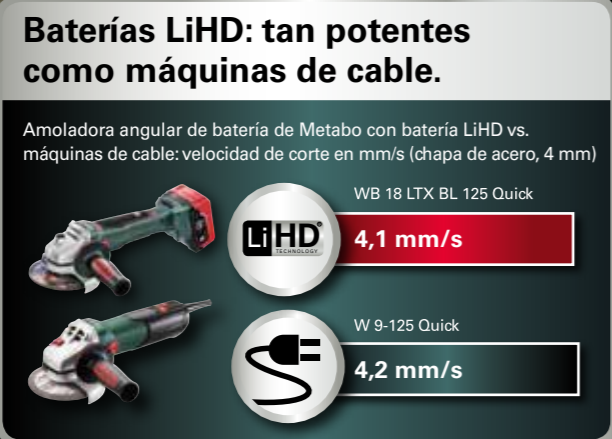 Baterías LiHD: tan potentes
como máquinas de cable.
Amoladora angular de batería de Metabo con batería LiHD vs.
máquinas de cable: velocidad de corte en mm/s (chapa de acero, 4 mm)
WB 18 LTX BL 125 Quick
LiHD
TECHNOLOGY
4,1 mm/s
W 9-125 Quick
4,2 mm/s